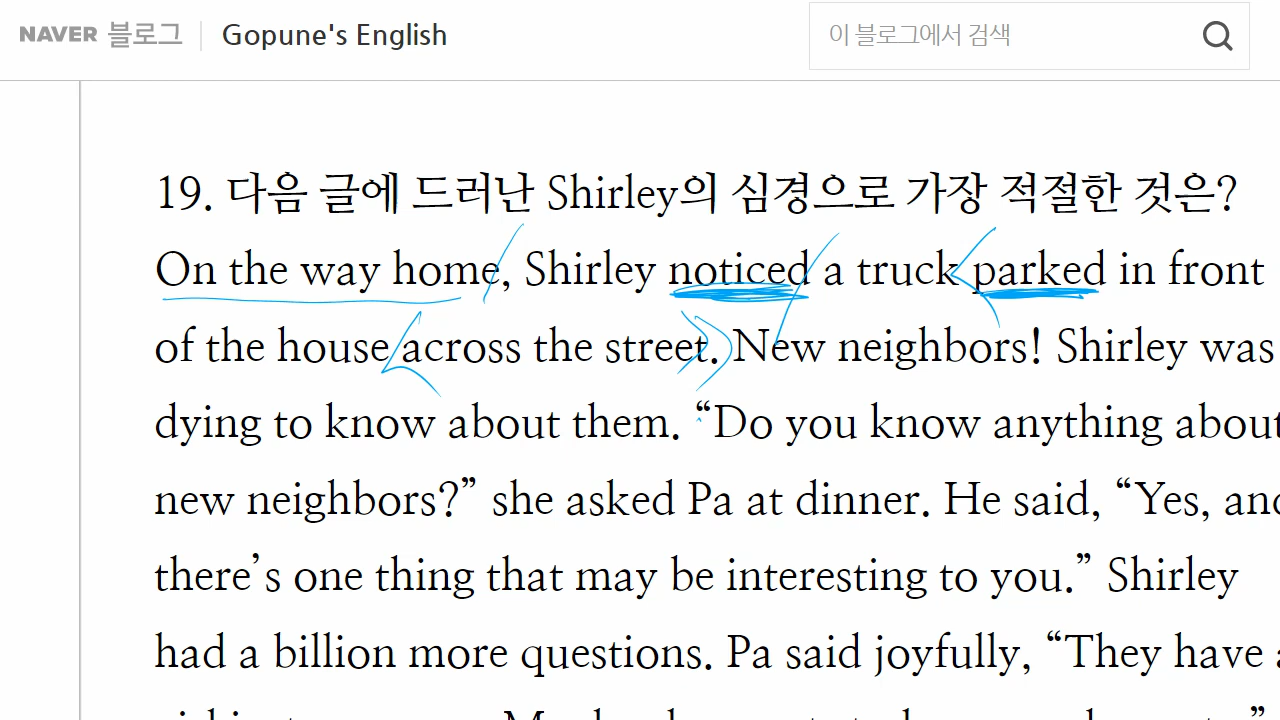 NAVER 블로그 Gopune's English 이 블로그에서 검색
19. 다음 글에 드러난 Shirley의 심경으로 가장 적절한 것은?
On the way home, Shirley noticed a truck parked in front
of the house across the street. New neighbors! Shirley was
dying to know about them. “Do you know anything about
new neighbors?” she asked Pa at dinner. He said, “Yes, and
there’s one thing that may be interesting to you.” Shirley
had a billion more questions. Pa said joyfully, “They have a